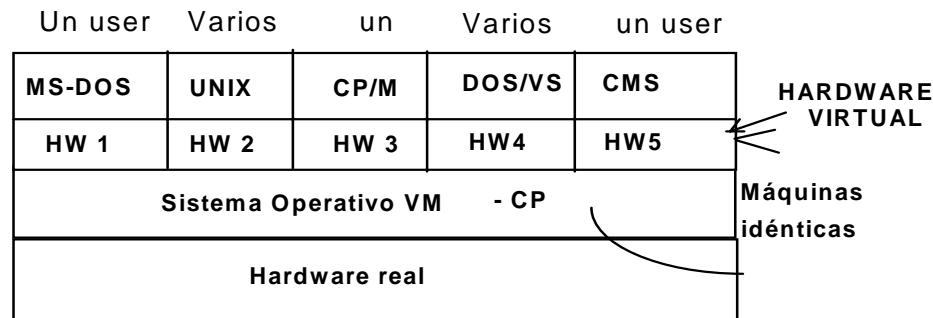 Un user Varios un Varios un user
MS-DOS UNIX CP/M DOS/VS CMS
HARDWARE
VIRTUAL
HW 1 HW 2 HW 3 HW4 HW5
Sistema Operativo VM - CP
Máquinas
idénticas
Hardware real